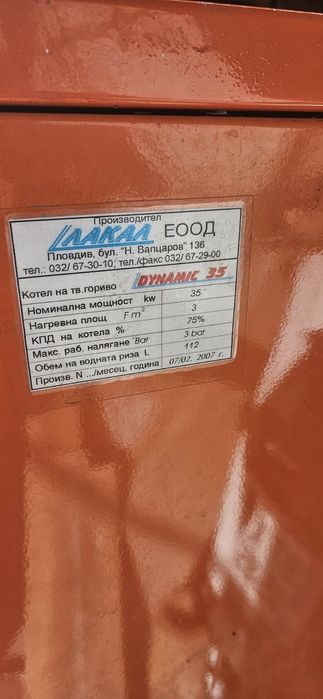 Производител
ЛАКАЛ ЕООД
Пловдив, бул. "Н. Вапцаров" 136
тел.: 032/ 67-30-10; тел./факс 032/ 67-29-00
Котел на тв. гориво DYNAMIC 35
Номинална мощност kw 35
Нагревна площ F m² 3
КПД на котела % 75%
Макс. раб. налягане Bar 3 bar
Обем на водната риза L 112
Произв. N .../месец, година 07/02. 2007 г.